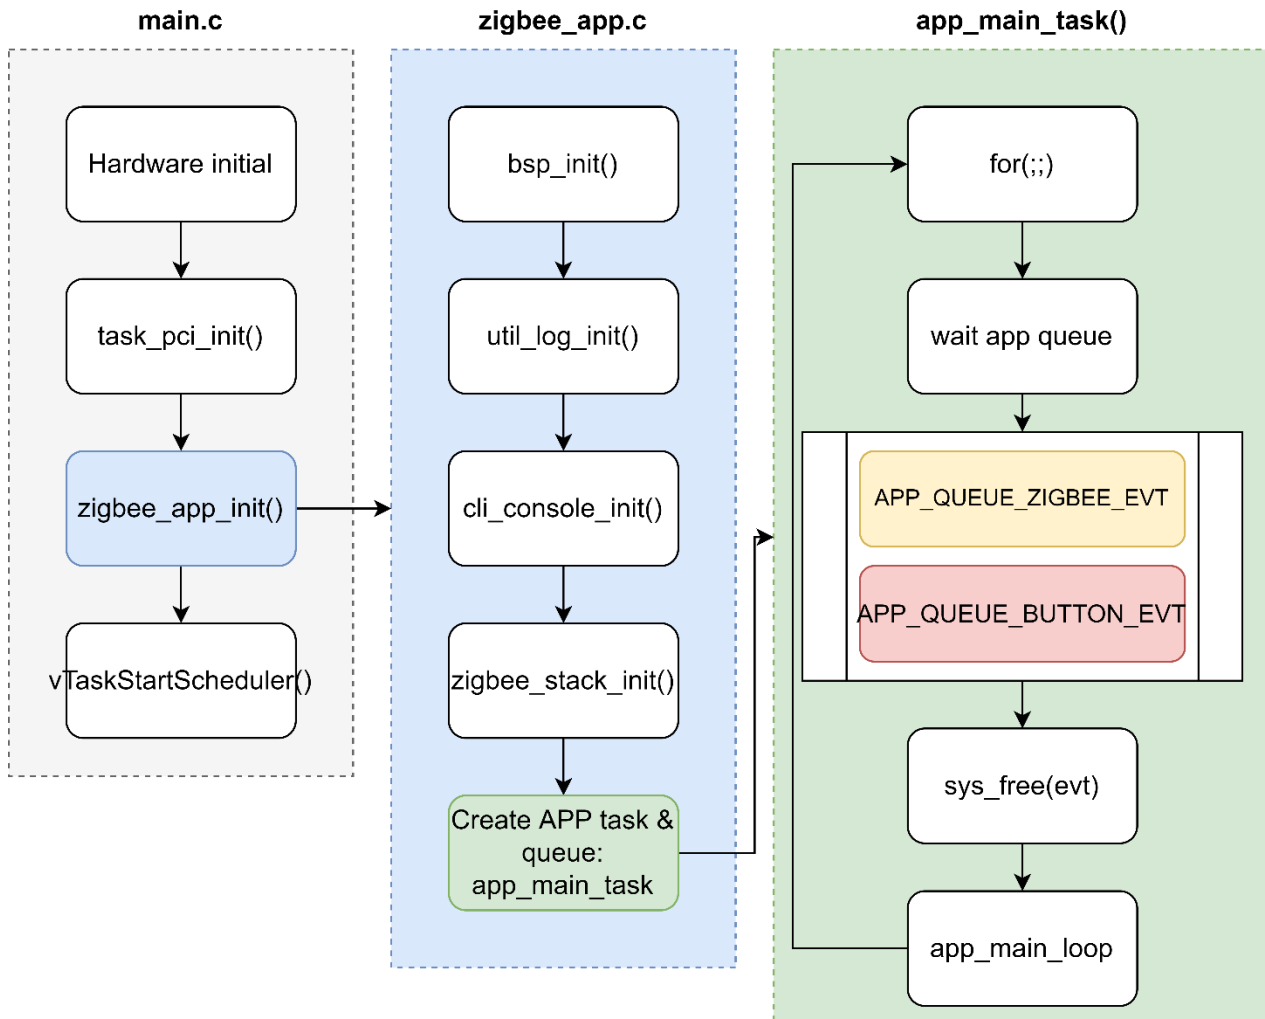 main.c
Hardware initial
task_pci_init()
zigbee_app_init()
vTaskStartScheduler()
zigbee_app.c
bsp_init()
util_log_init()
cli_console_init()
zigbee_stack_init()
Create APP task &
queue:
app_main_task
app_main_task()
for(;;)
wait app queue
APP_QUEUE_ZIGBEE_EVT
APP_QUEUE_BUTTON_EVT
sys_free(evt)
app_main_loop